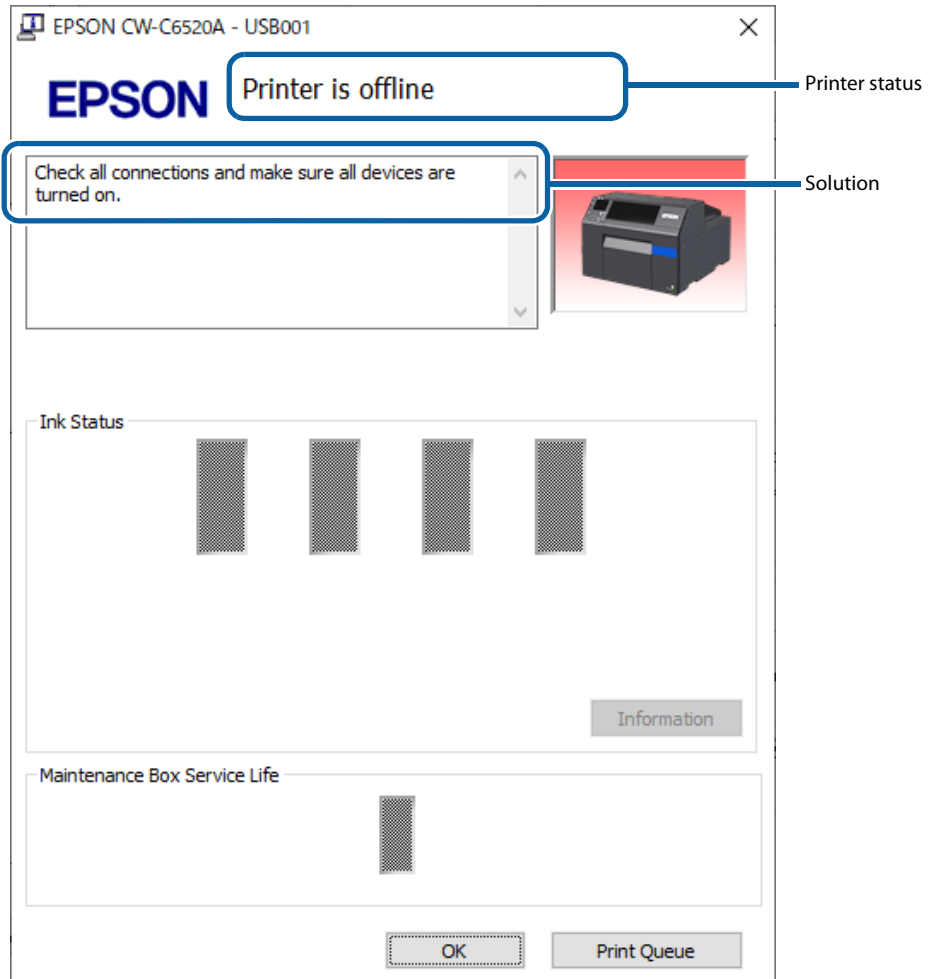 EPSON CW-C6520A - USB001
EPSON
Printer is offline
Printer status
Check all connections and make sure all devices are
turned on.
Solution
Ink Status
Information
Maintenance Box Service Life
OK
Print Queue